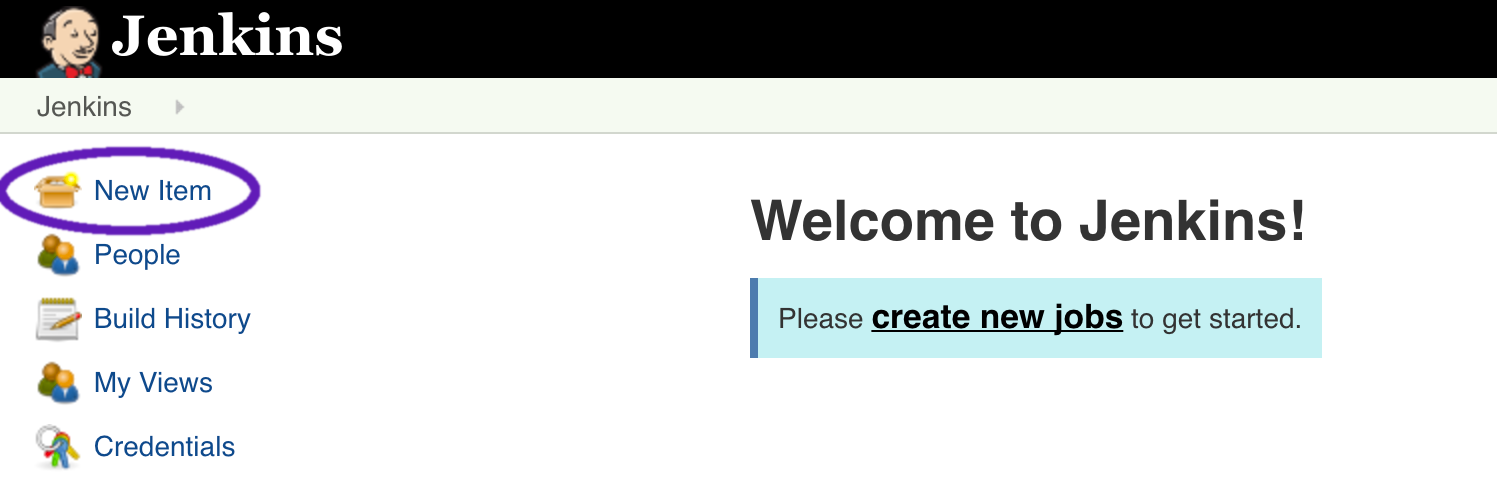 Jenkins
Jenkins
New Item
People
Build History
My Views
Credentials
Welcome to Jenkins!
Please create new jobs to get started.